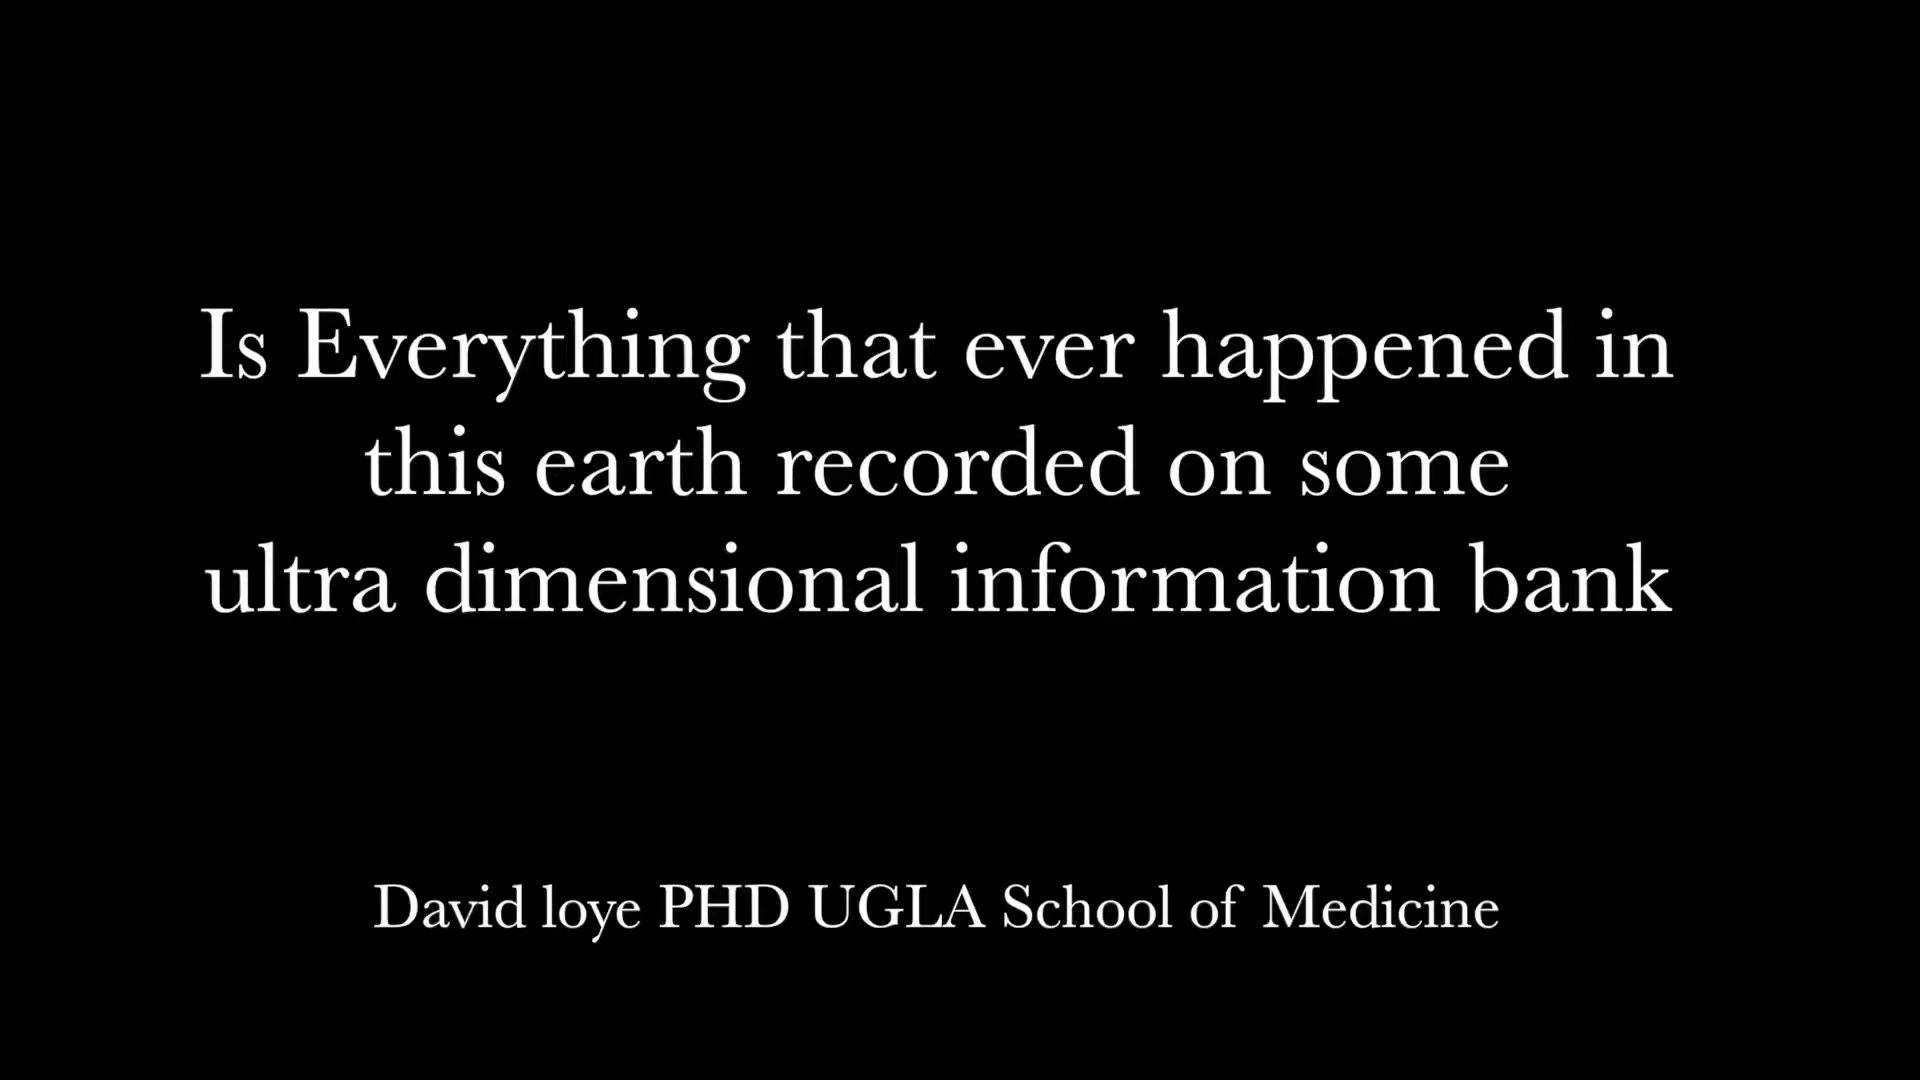 Is Everything that ever happened in
this earth recorded on some
ultra dimensional information bank
David loye PHD UGLA School of Medicine